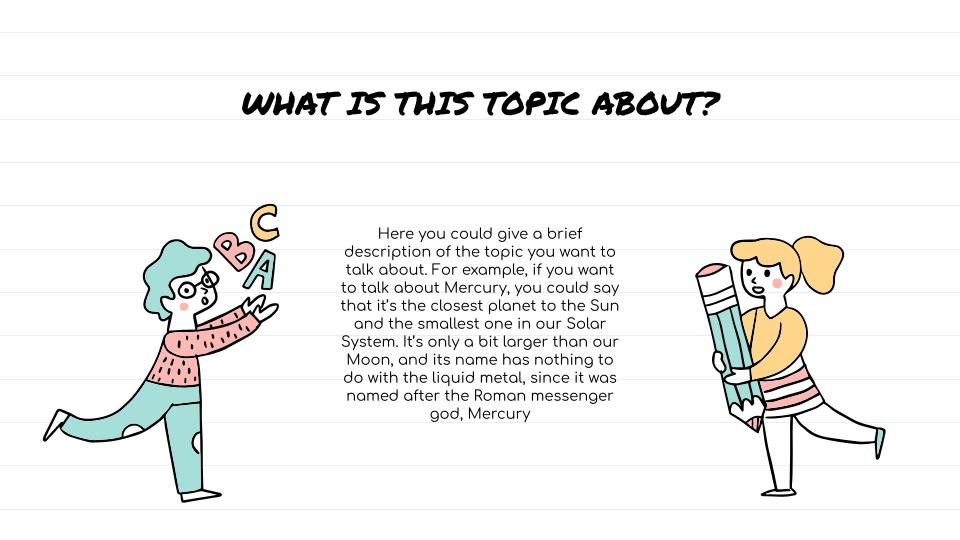 WHAT IS THIS TOPIC ABOUT?
C
B
A
Here you could give a brief
description of the topic you want to
talk about. For example, if you want
to talk about Mercury, you could say
that it’s the closest planet to the Sun
and the smallest one in our Solar
System. It’s only a bit larger than our
Moon, and its name has nothing to
do with the liquid metal, since it was
named after the Roman messenger
god, Mercury